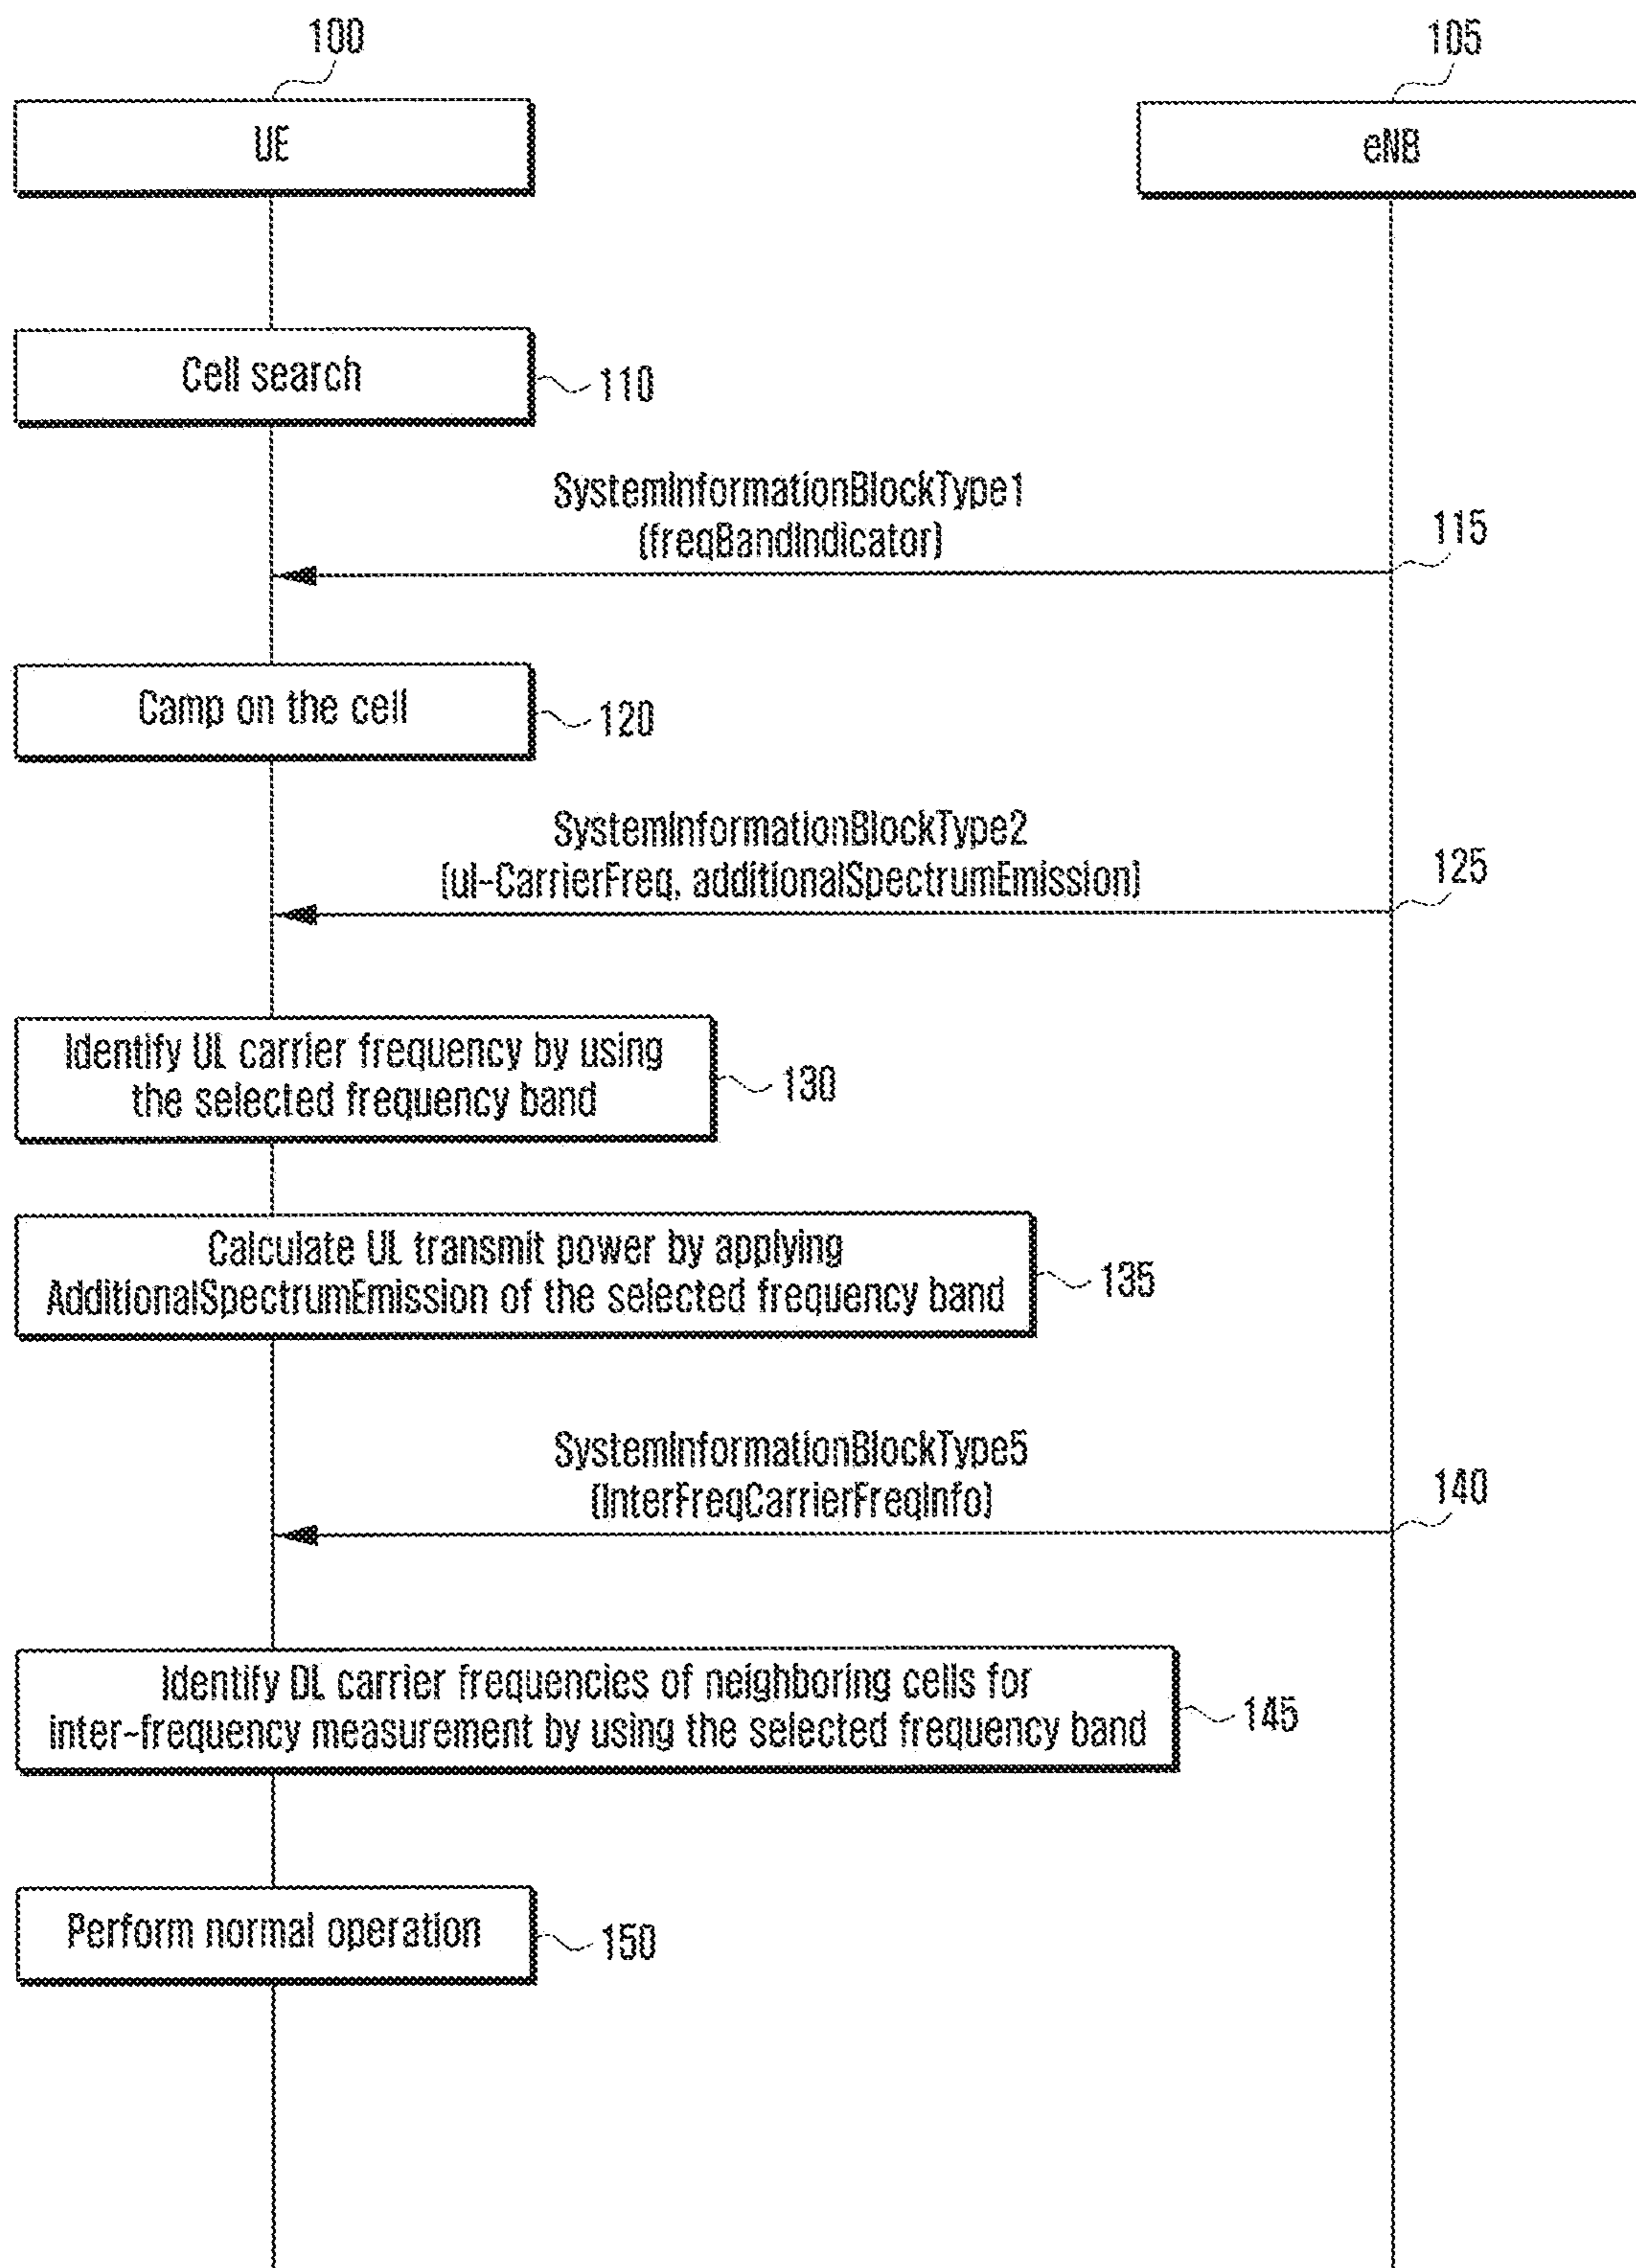 100
105
UE
eNB
Cell search
110
SystemInformationBlockType1
(freqBandIndicator)
115
Camp on the cell
120
SystemInformationBlockType2
(ul-CarrierFreq, additionalSpectrumEmission)
125
Identify UL carrier frequency by using
the selected frequency band
130
Calculate UL transmit power by applying
AdditionalSpectrumEmission of the selected frequency band
135
SystemInformationBlockType5
(InterFreqCarrierFreqInfo)
140
Identify DL carrier frequencies of neighboring cells for
inter-frequency measurement by using the selected frequency band
145
Perform normal operation
150